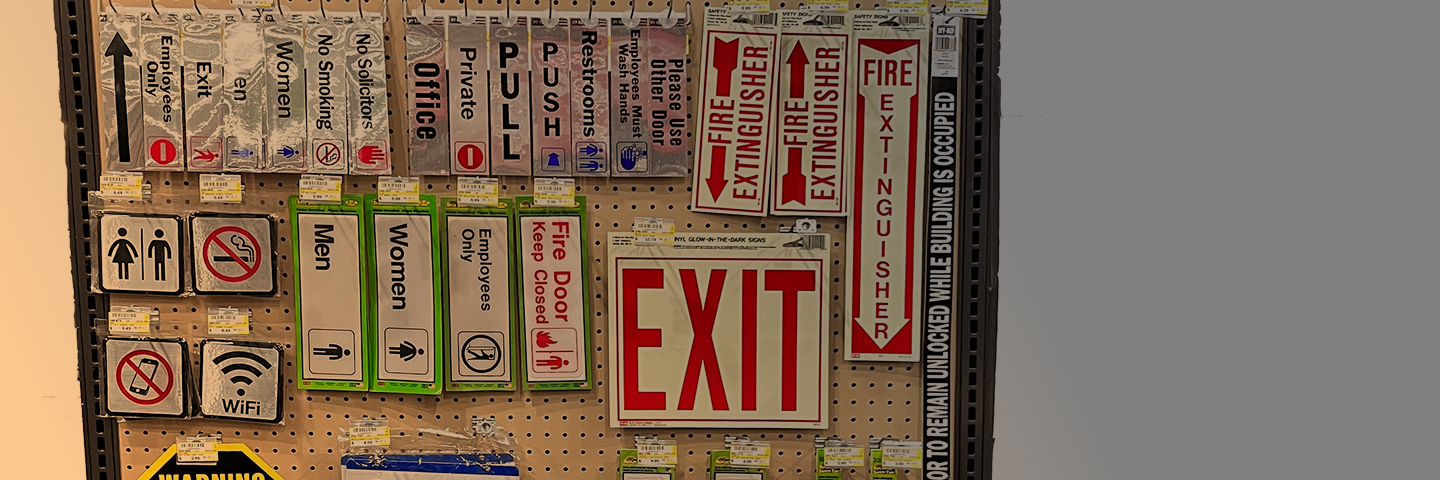 Employees
Only
Exit
en
Women
No Smoking
No Solicitors
Office
Private
PULL
PUSH
Restrooms
Employees Must
Wash Hands
Please Use
Other Door
FIRE
EXTINGUISHER
FIRE
EXTINGUISHER
FIRE
EXTINGUISHER
OR TO REMAIN UNLOCKED WHILE BUILDING IS OCCUPIED
Men
Women
Employees
Only
Fire Door
Keep Closed
INYL GLOW-IN-THE-DARK SIGNS
EXIT
WiFi
WARNING